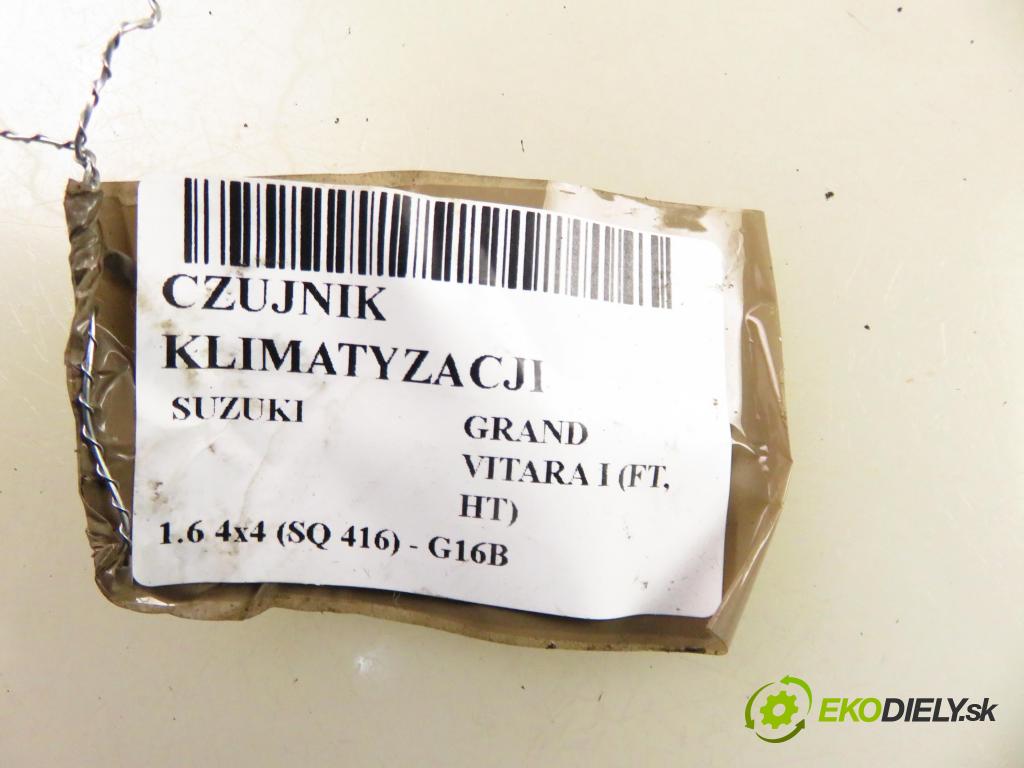 CZUJNIK
KLIMATYZACJI
SUZUKI
GRAND
VITARA I (FT,
HT)
1.6 4x4 (SQ 416) - G16B
EKODIELY.sk